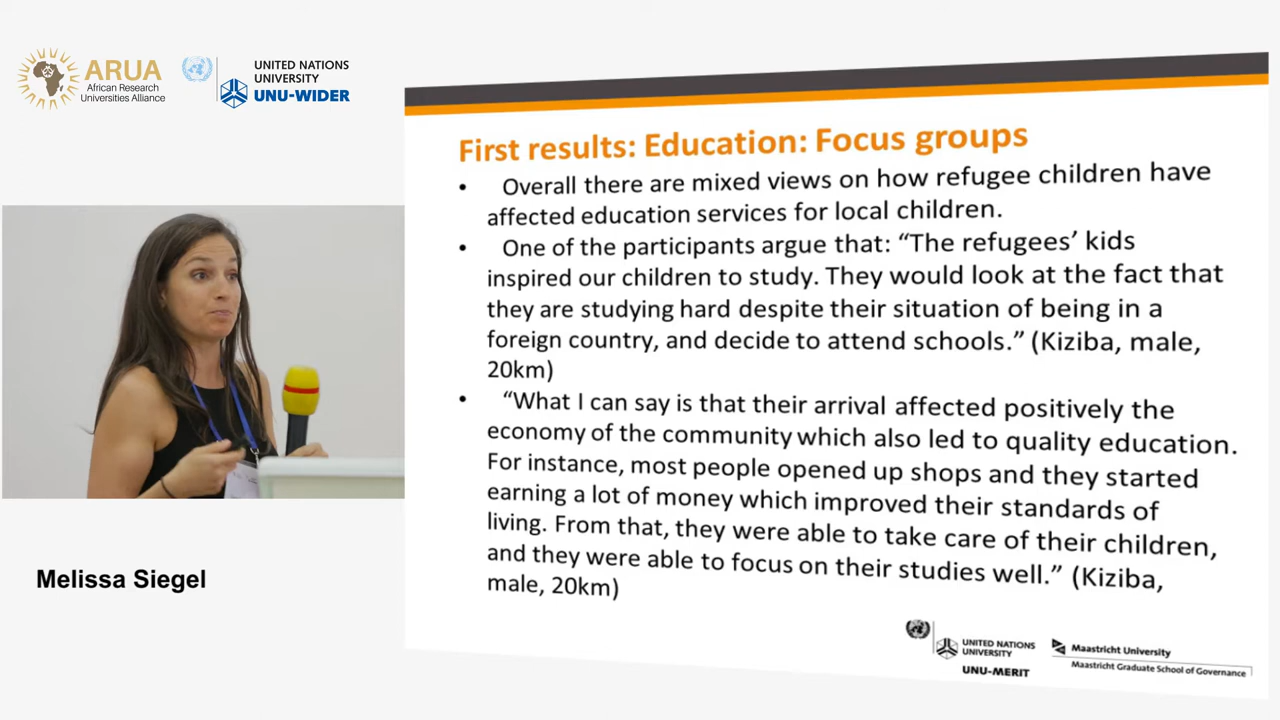 ARUA
African Research
Universities Alliance
UNITED NATIONS
UNIVERSITY
UNU-WIDER
First results: Education: Focus groups
• Overall there are mixed views on how refugee children have
affected education services for local children.
• One of the participants argue that: “The refugees’ kids
inspired our children to study. They would look at the fact that
they are studying hard despite their situation of being in a
foreign country, and decide to attend schools.” (Kiziba, male,
20km)
• “What I can say is that their arrival affected positively the
economy of the community which also led to quality education.
For instance, most people opened up shops and they started
earning a lot of money which improved their standards of
living. From that, they were able to take care of their children,
and they were able to focus on their studies well.” (Kiziba,
male, 20km)
Melissa Siegel
UNITED NATIONS
UNIVERSITY
UNU-MERIT
Maastricht University
Maastricht Graduate School of Governance